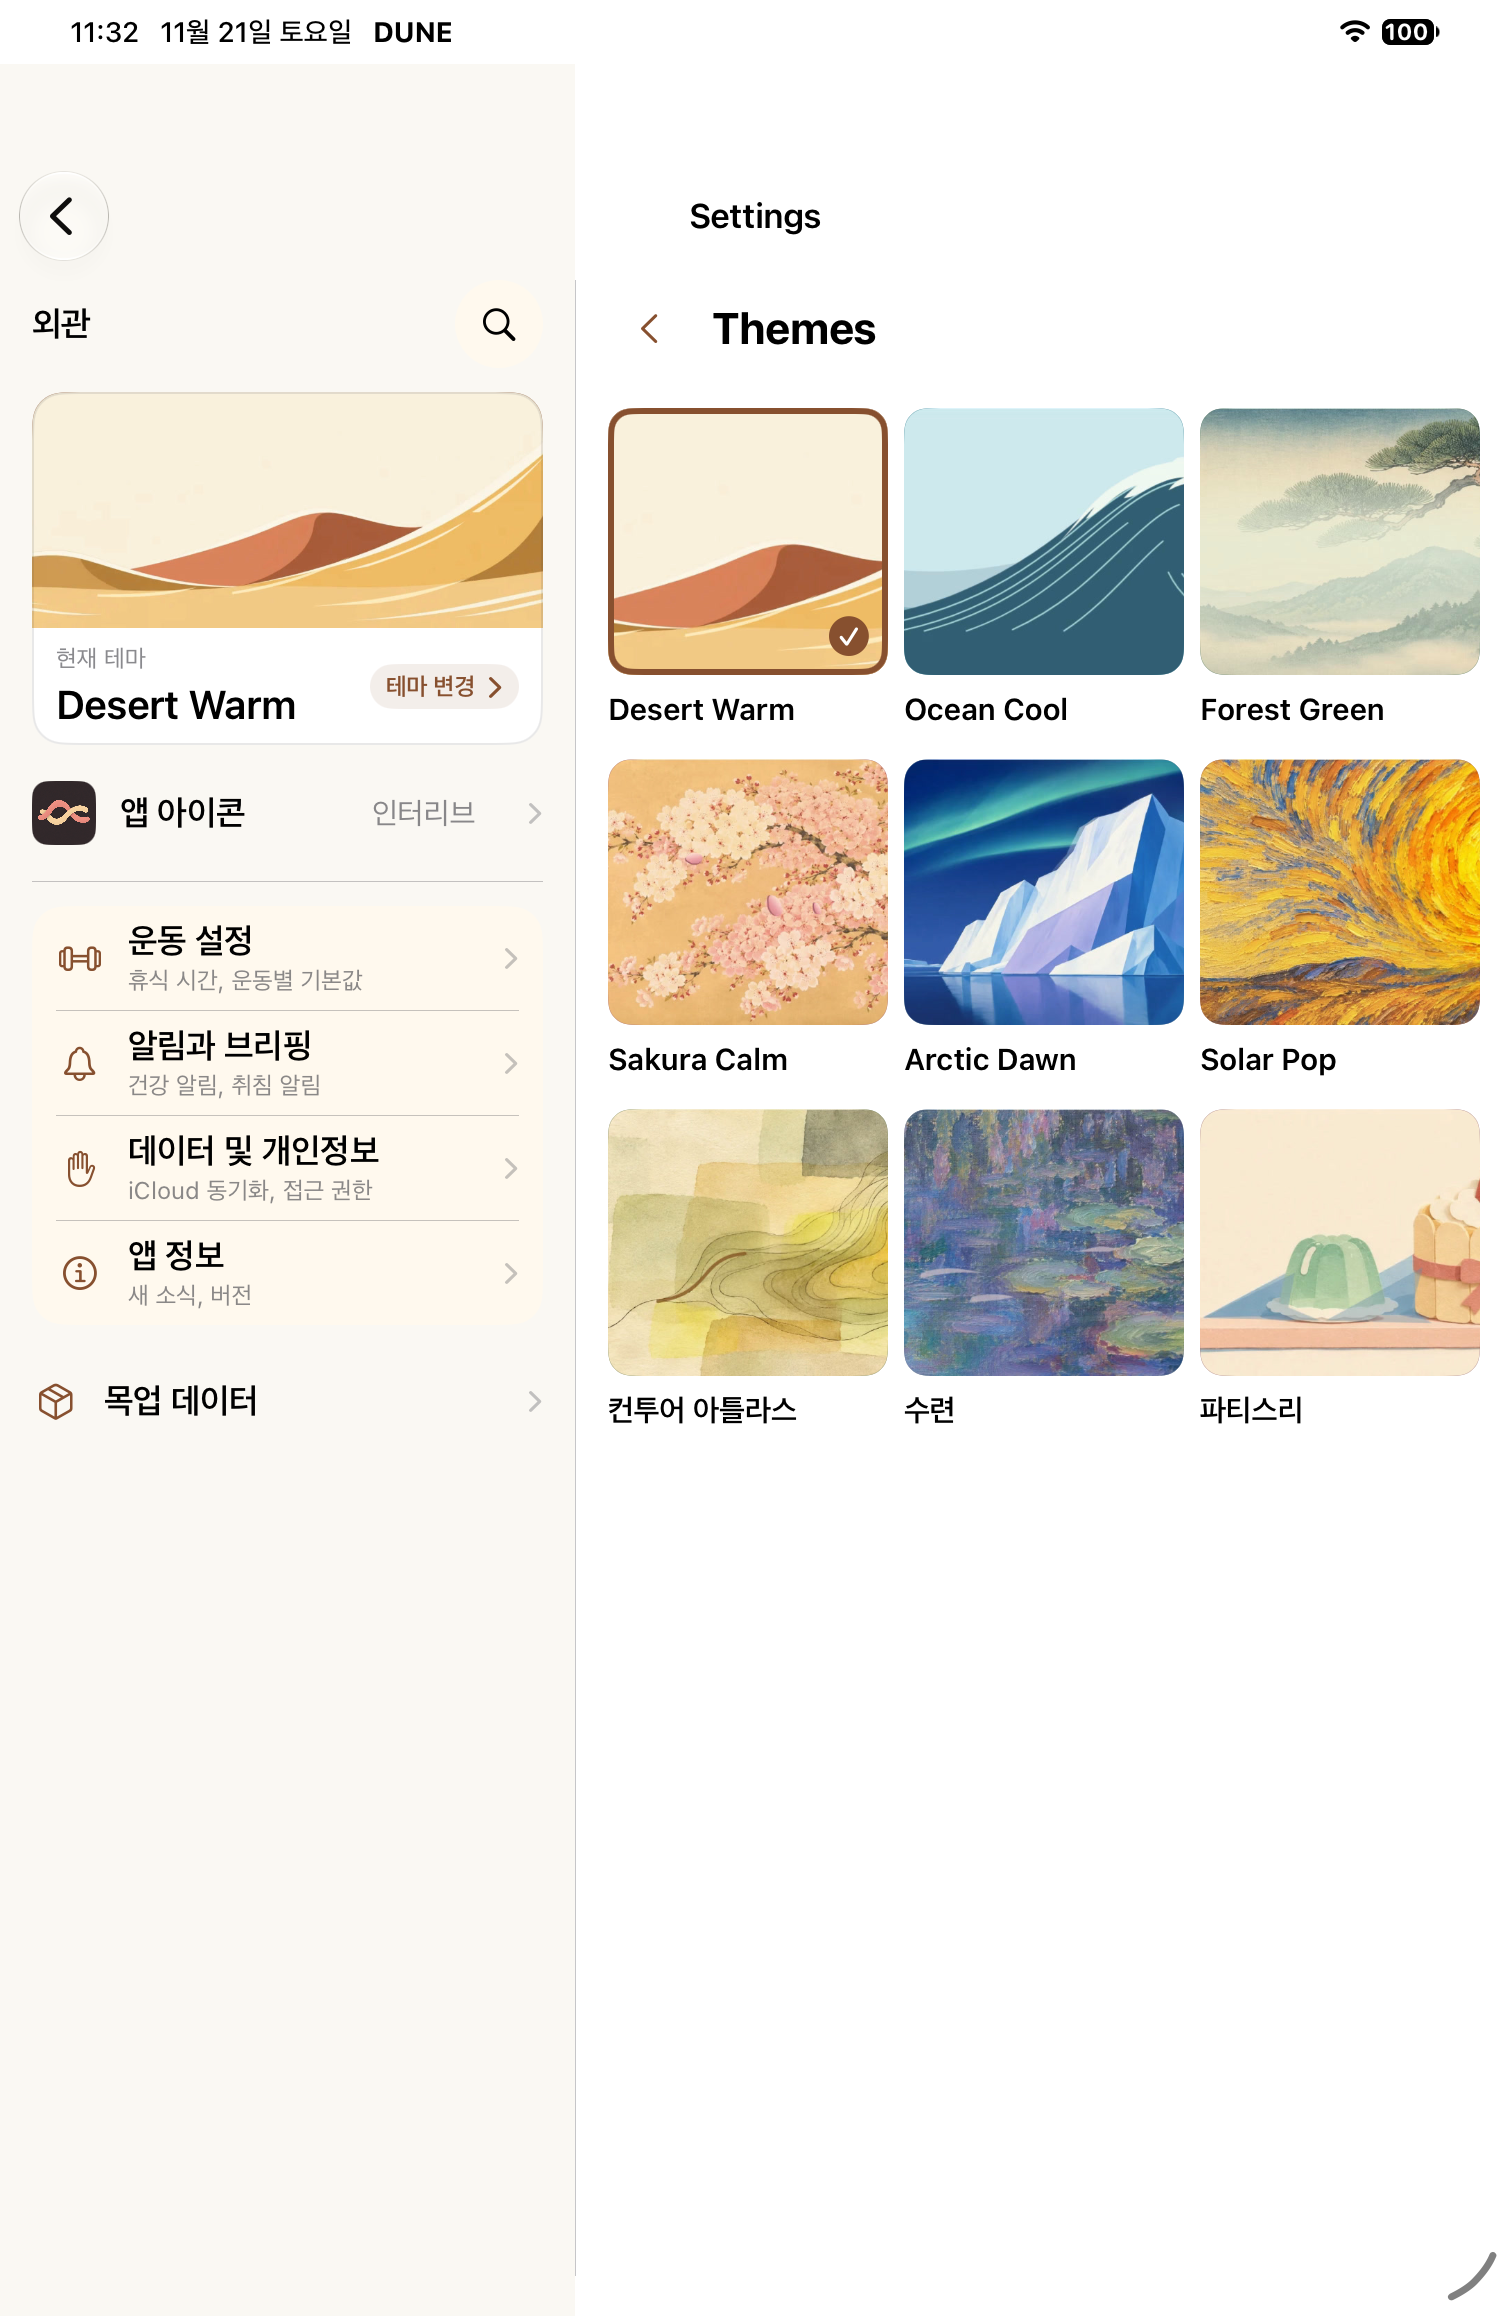 11:32 11월 21일 토요일 DUNE
100
외관
현재 테마
Desert Warm
테마 변경
앱 아이콘
인터리브
운동 설정
휴식 시간, 운동별 기본값
알림과 브리핑
건강 알림, 취침 알림
데이터 및 개인정보
iCloud 동기화, 접근 권한
앱 정보
새 소식, 버전
목업 데이터
Settings
Themes
Desert Warm
Ocean Cool
Forest Green
Sakura Calm
Arctic Dawn
Solar Pop
컨투어 아틀라스
수련
파티스리